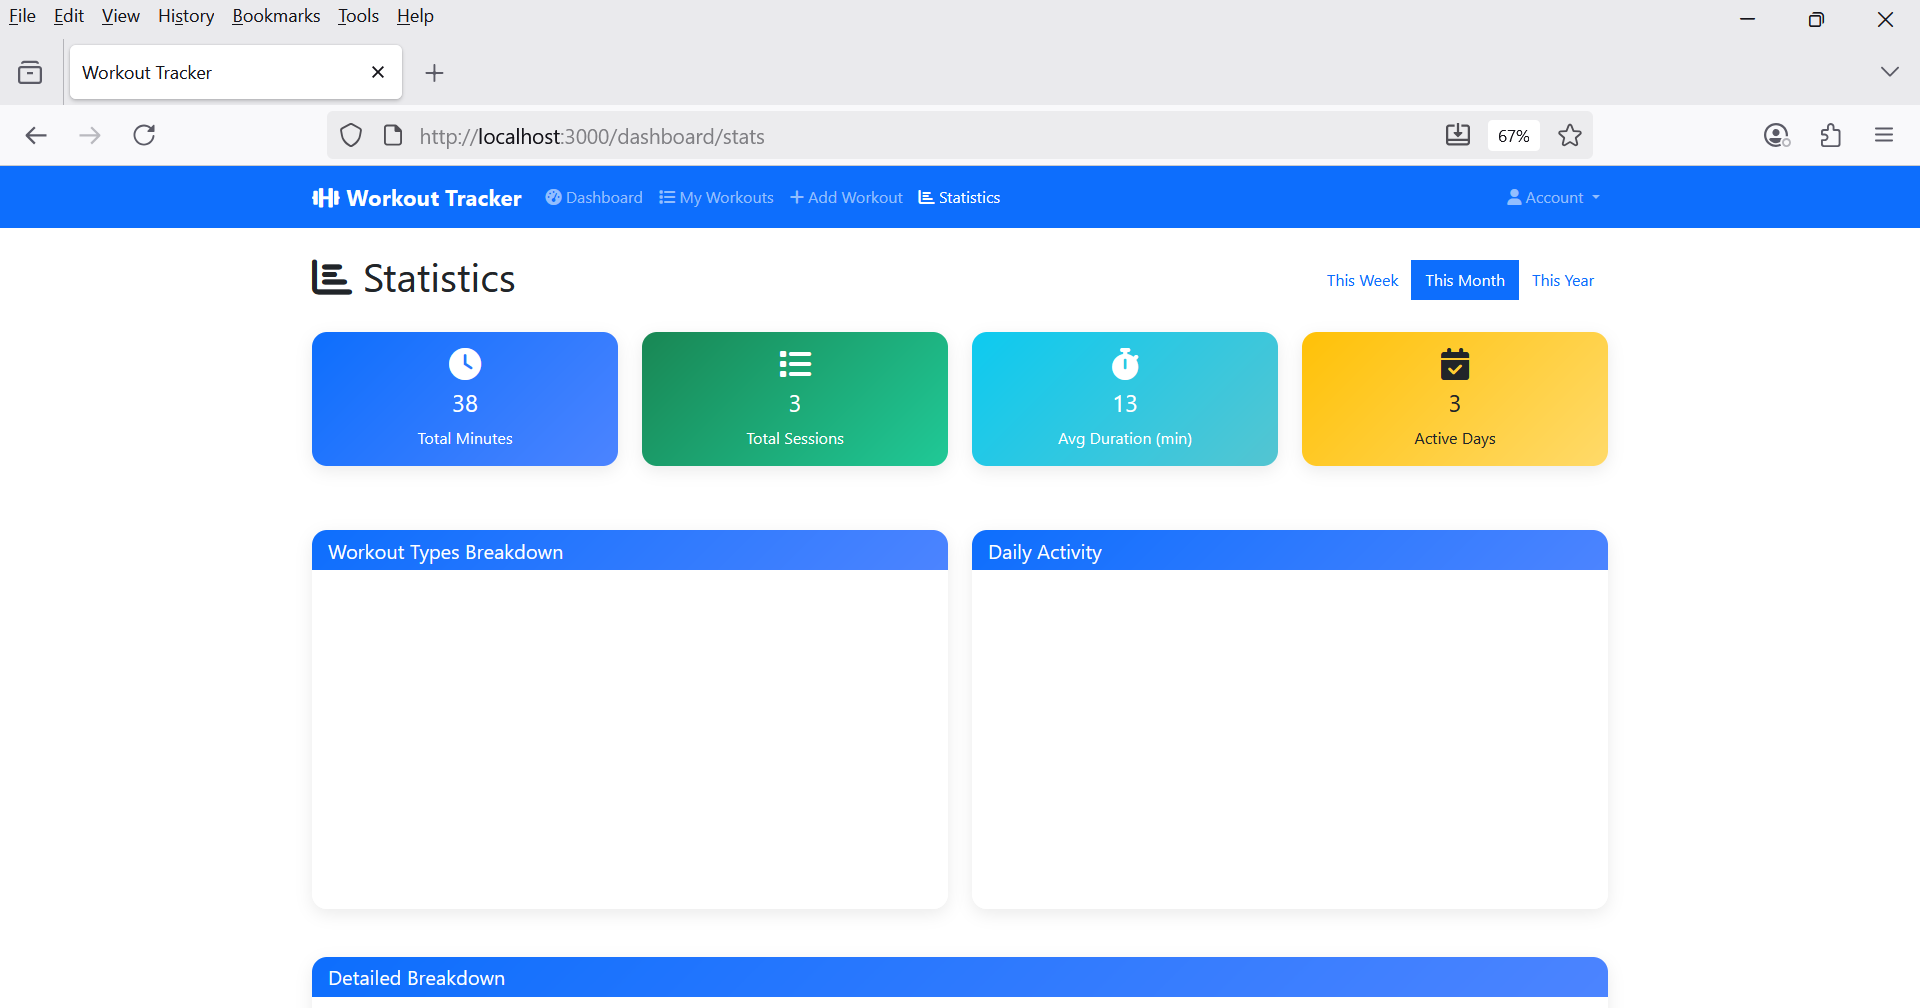 File Edit View History Bookmarks Tools Help
Workout Tracker
http://localhost:3000/dashboard/stats 67%
Workout Tracker Dashboard My Workouts Add Workout Statistics Account
Statistics This Week This Month This Year
38 3 13 3
Total Minutes Total Sessions Avg Duration (min) Active Days
Workout Types Breakdown Daily Activity
Detailed Breakdown